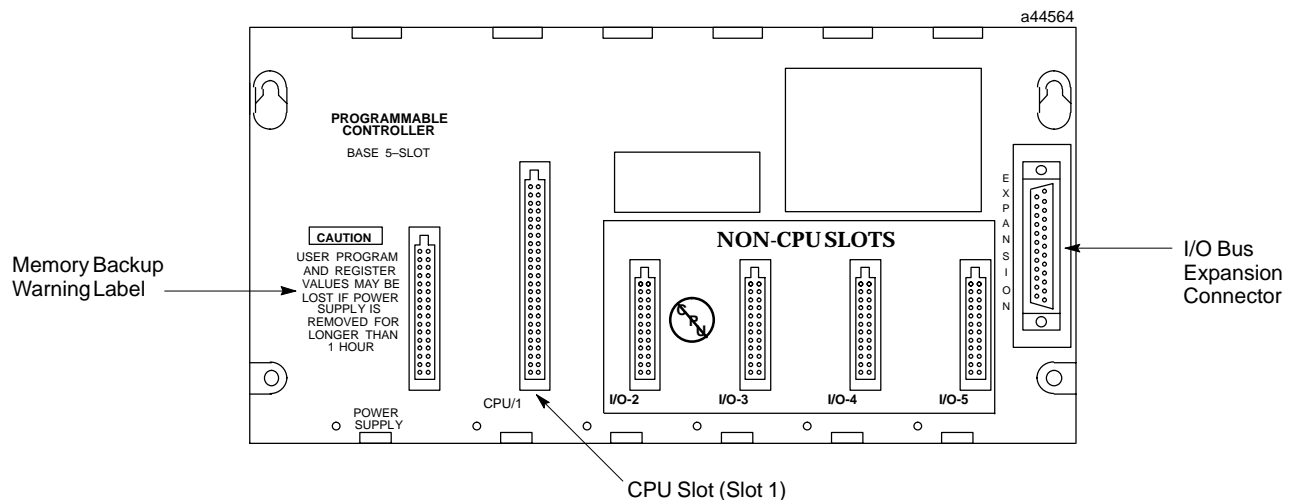 a44564
PROGRAMMABLE
CONTROLLER
BASE 5–SLOT
EXPANSION
CAUTION
USER PROGRAM
AND REGISTER
VALUES MAY BE
LOST IF POWER
SUPPLY IS
REMOVED FOR
LONGER THAN
1 HOUR
NON-CPU SLOTS
CPU
Memory Backup
Warning Label
I/O Bus
Expansion
Connector
CPU/1
I/O-2
I/O-3
I/O-4
I/O-5
POWER
SUPPLY
CPU Slot (Slot 1)